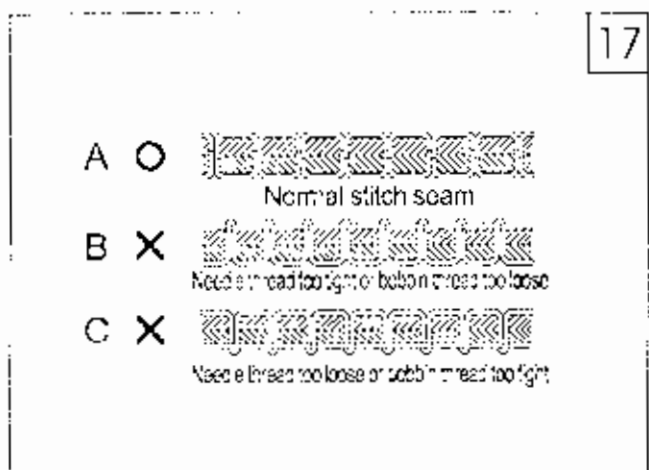 17
A O
Normal stitch seam
B X
Needle thread too tight or bobbin thread too loose
C X
Needle thread too loose or bobbin thread too tight